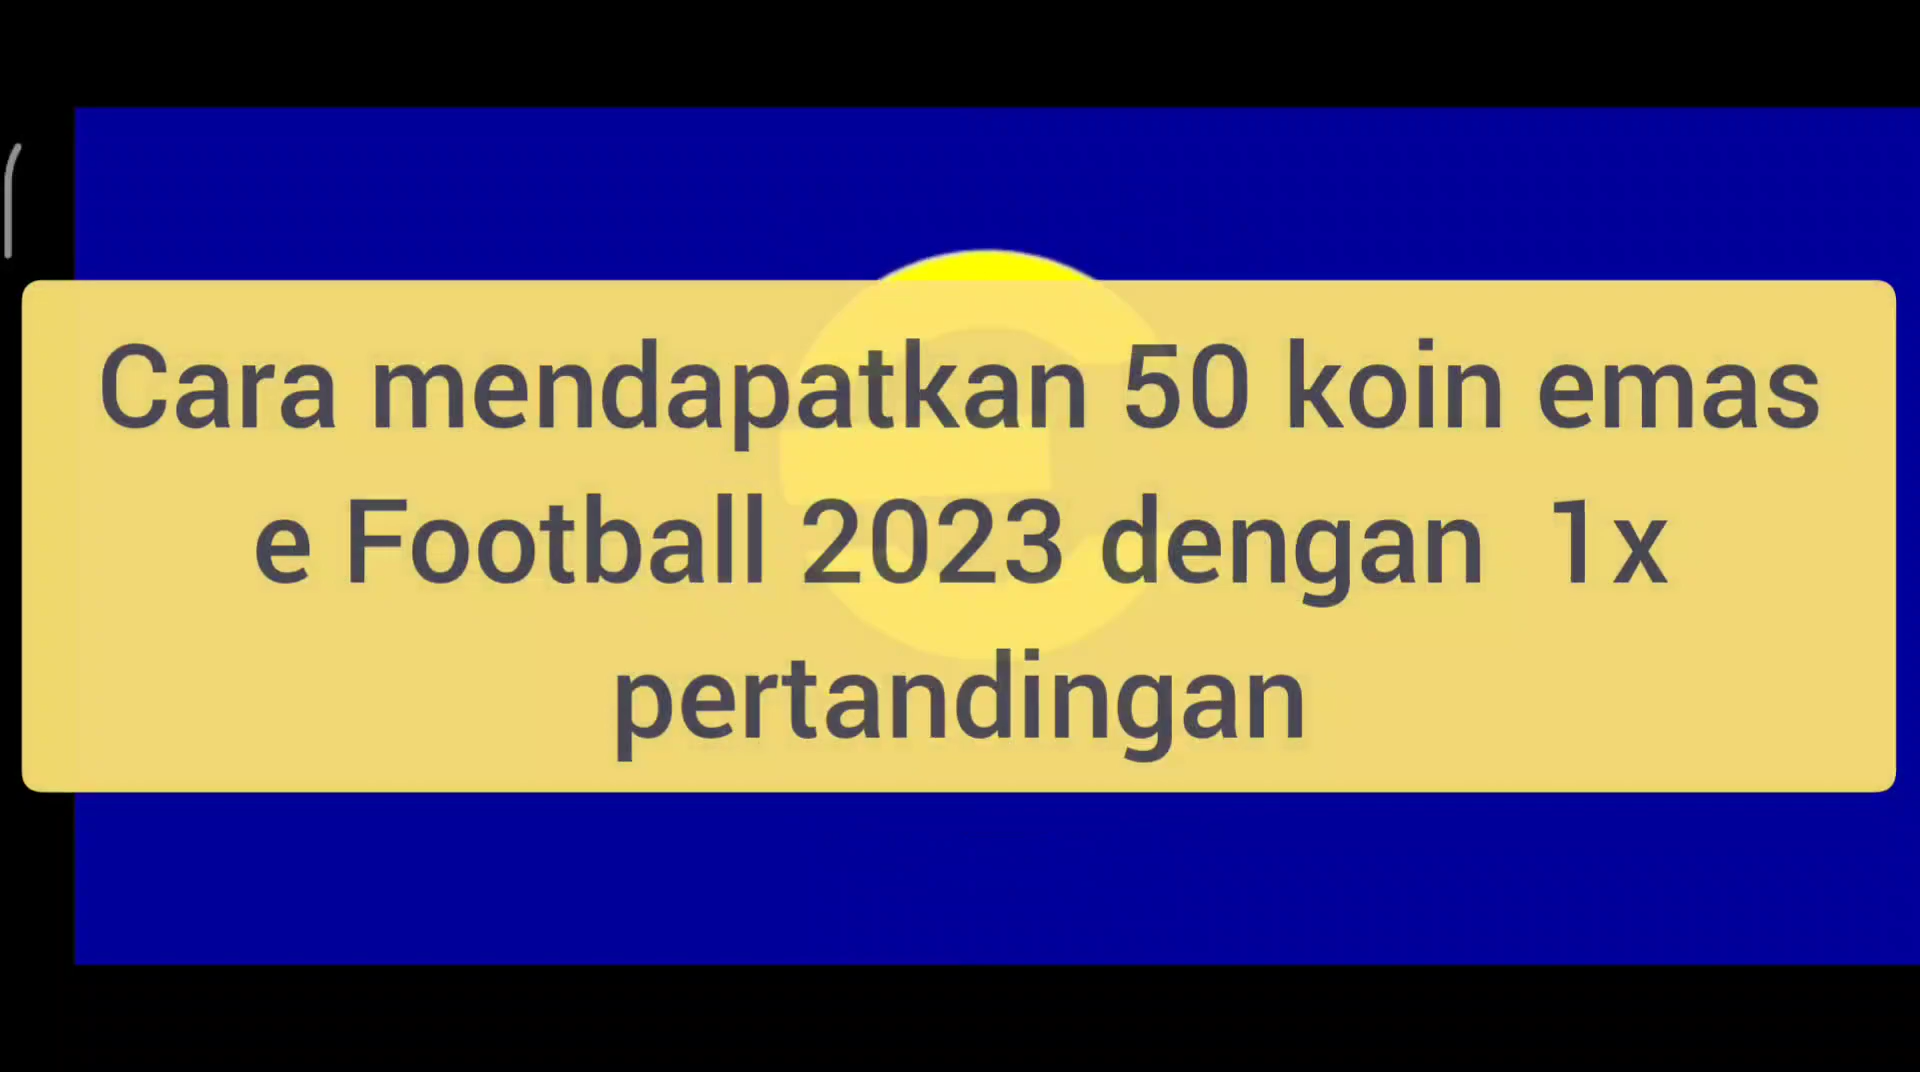 Cara mendapatkan 50 koin emas
e Football 2023 dengan  1x
pertandingan